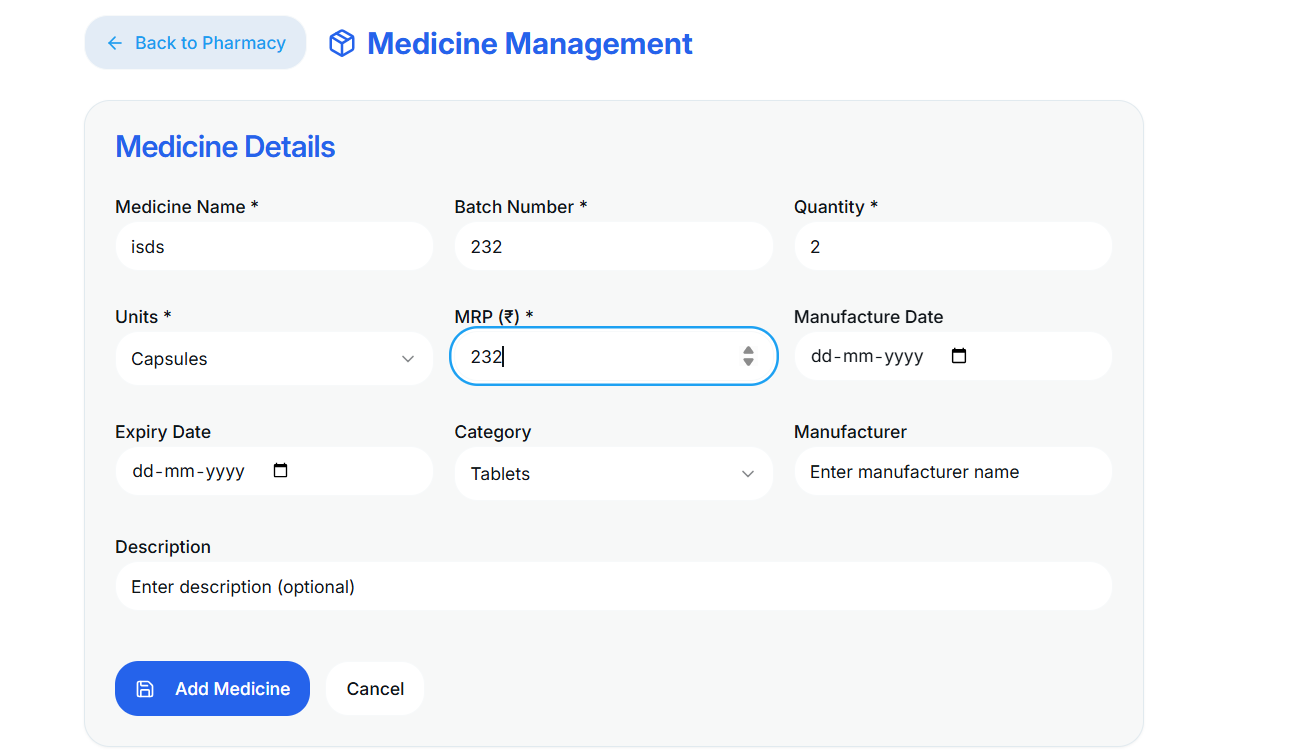 Back to Pharmacy
Medicine Management
Medicine Details
Medicine Name * Batch Number * Quantity *
isds 232 2
Units * MRP (₹) * Manufacture Date
Capsules 232 dd-mm-yyyy
Expiry Date Category Manufacturer
dd-mm-yyyy Tablets Enter manufacturer name
Description
Enter description (optional)
Add Medicine Cancel